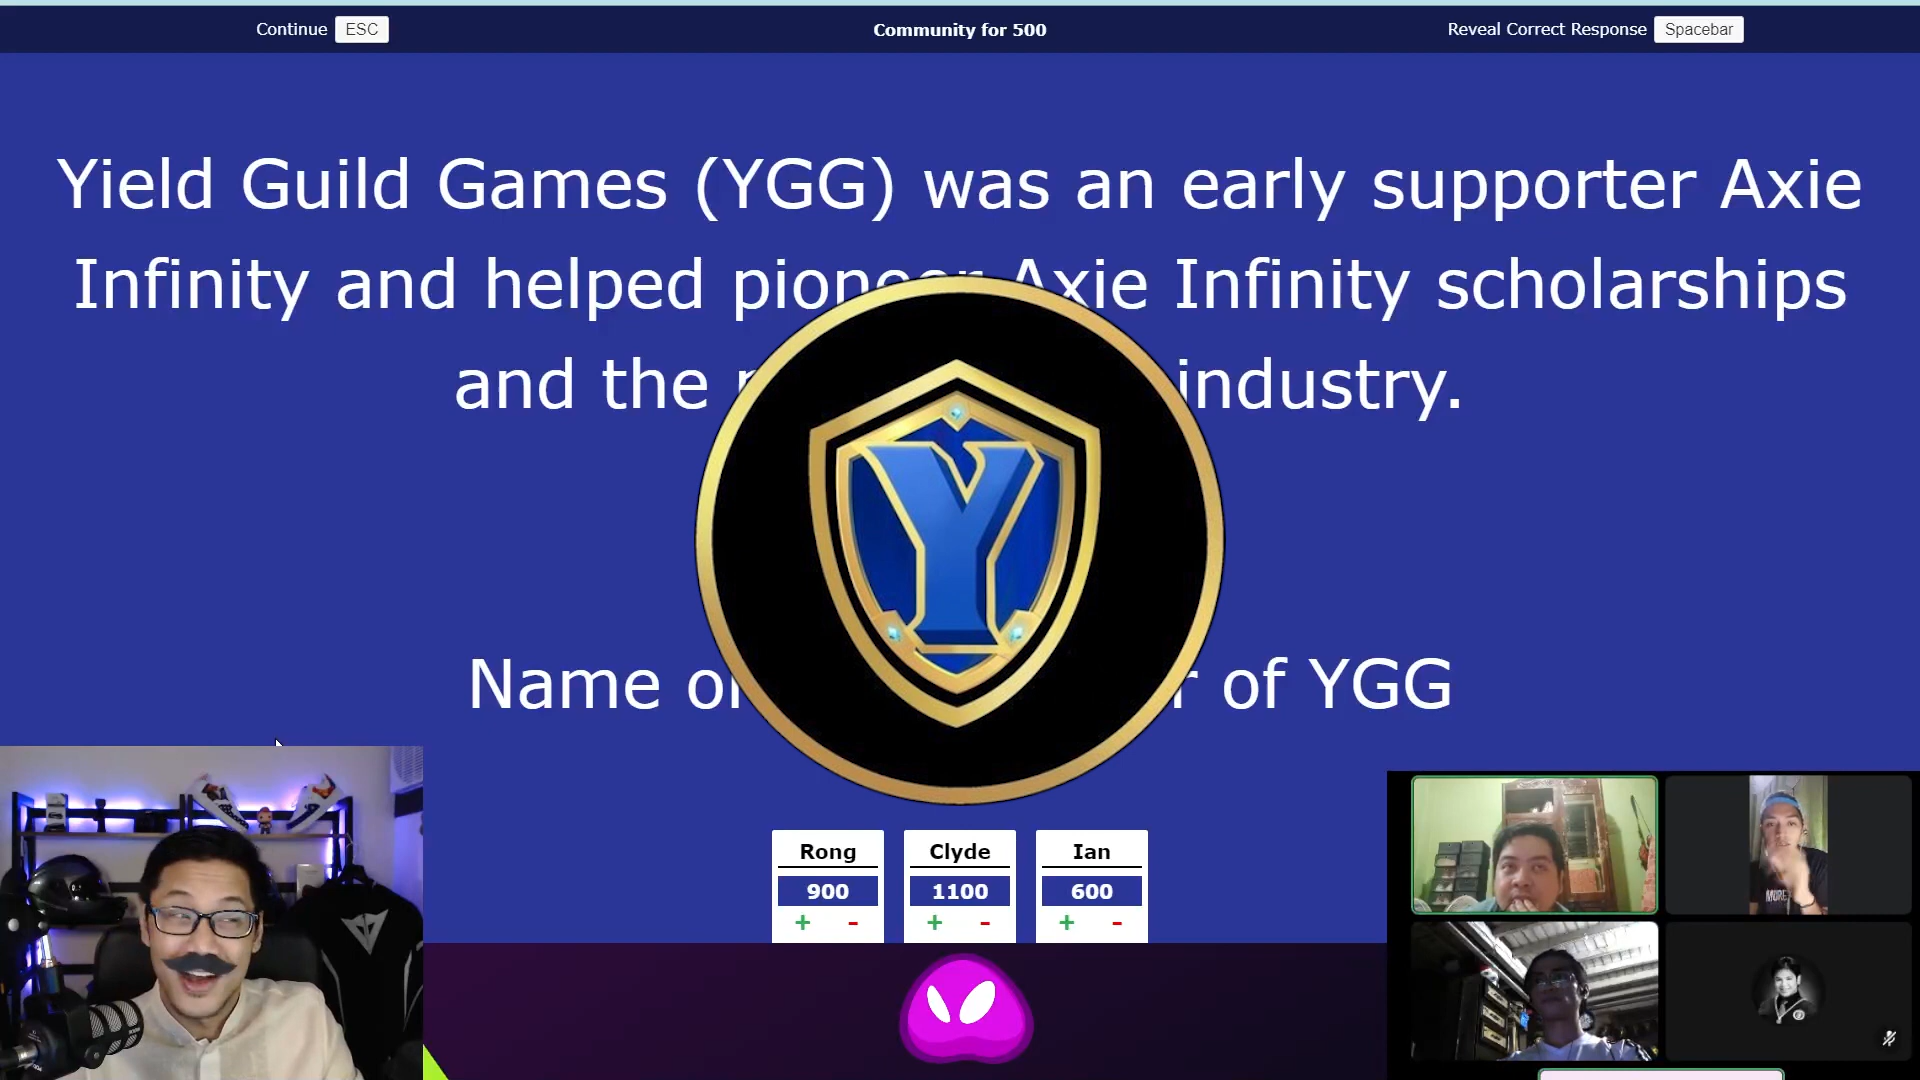 Continue ESC
Community for 500
Reveal Correct Response Spacebar
Yield Guild Games (YGG) was an early supporter Axie
Infinity and helped pioneer Axie Infinity scholarships
and the industry.
Name of YGG
Y
Rong
900
+ -
Clyde
1100
+ -
Ian
600
+ -